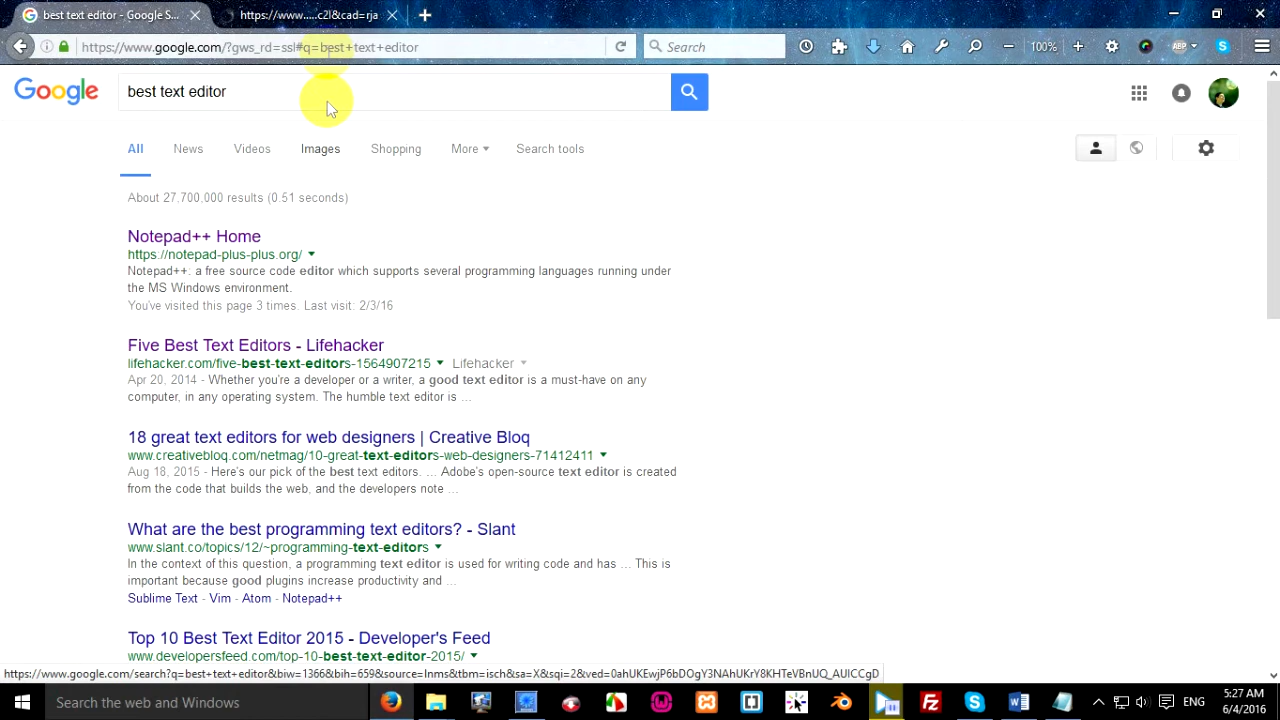 best text editor - Google S...
https://www.....c2l&cad=rja
https://www.google.com/?gws_rd=ssl#q=best+text+editor
Search
100%
ABP
Google
best text editor
All
News
Videos
Images
Shopping
More
Search tools
About 27,700,000 results (0.51 seconds)
Notepad++ Home
https://notepad-plus-plus.org/
Notepad++: a free source code editor which supports several programming languages running under
the MS Windows environment.
You've visited this page 3 times. Last visit: 2/3/16
Five Best Text Editors - Lifehacker
lifehacker.com/five-best-text-editors-1564907215 Lifehacker
Apr 20, 2014 - Whether you're a developer or a writer, a good text editor is a must-have on any
computer, in any operating system. The humble text editor is ...
18 great text editors for web designers | Creative Bloq
www.creativebloq.com/netmag/10-great-text-editors-web-designers-71412411
Aug 18, 2015 - Here's our pick of the best text editors. ... Adobe's open-source text editor is created
from the code that builds the web, and the developers note ...
What are the best programming text editors? - Slant
www.slant.co/topics/12/~programming-text-editors
In the context of this question, a programming text editor is used for writing code and has ... This is
important because good plugins increase productivity and ...
Sublime Text - Vim - Atom - Notepad++
Top 10 Best Text Editor 2015 - Developer's Feed
www.developersfeed.com/top-10-best-text-editor-2015/
https://www.google.com/search?q=best+text+editor&biw=1366&bih=659&source=lnms&tbm=isch&sa=X&sqi=2&ved=0ahUKEwjP6bDOgY3NAhUKrY8KHTeVBnUQ_AUICCgD
Search the web and Windows
ENG
5:27 AM
6/4/2016